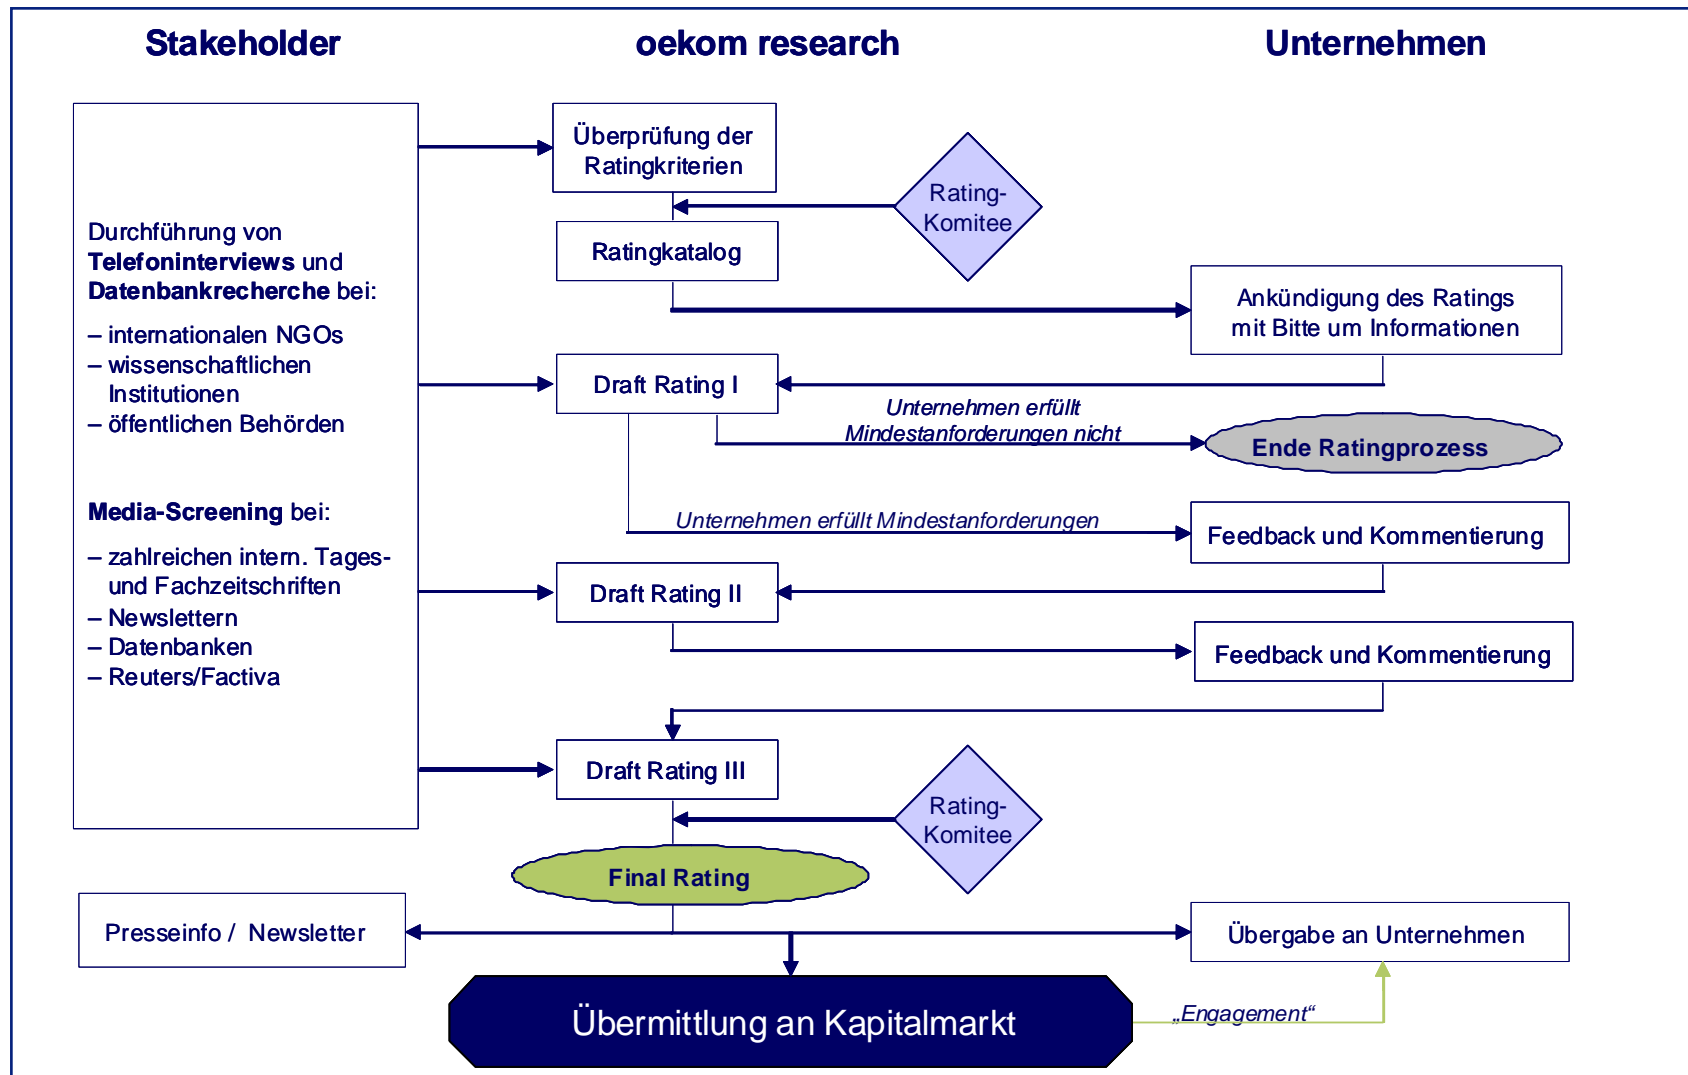 Stakeholder
oekom research
Unternehmen
Durchführung von
Telefoninterviews und
Datenbankrecherche bei:
– internationalen NGOs
– wissenschaftlichen
Institutionen
– öffentlichen Behörden
Media-Screening bei:
– zahlreichen intern. Tages-
und Fachzeitschriften
– Newslettern
– Datenbanken
– Reuters/Factiva
Überprüfung der
Ratingkriterien
Rating-
Komitee
Ratingkatalog
Ankündigung des Ratings
mit Bitte um Informationen
Draft Rating I
Unternehmen erfüllt
Mindestanforderungen nicht
Ende Ratingprozess
Unternehmen erfüllt Mindestanforderungen
Feedback und Kommentierung
Draft Rating II
Feedback und Kommentierung
Draft Rating III
Rating-
Komitee
Final Rating
Presseinfo / Newsletter
Übergabe an Unternehmen
Übermittlung an Kapitalmarkt
„Engagement“